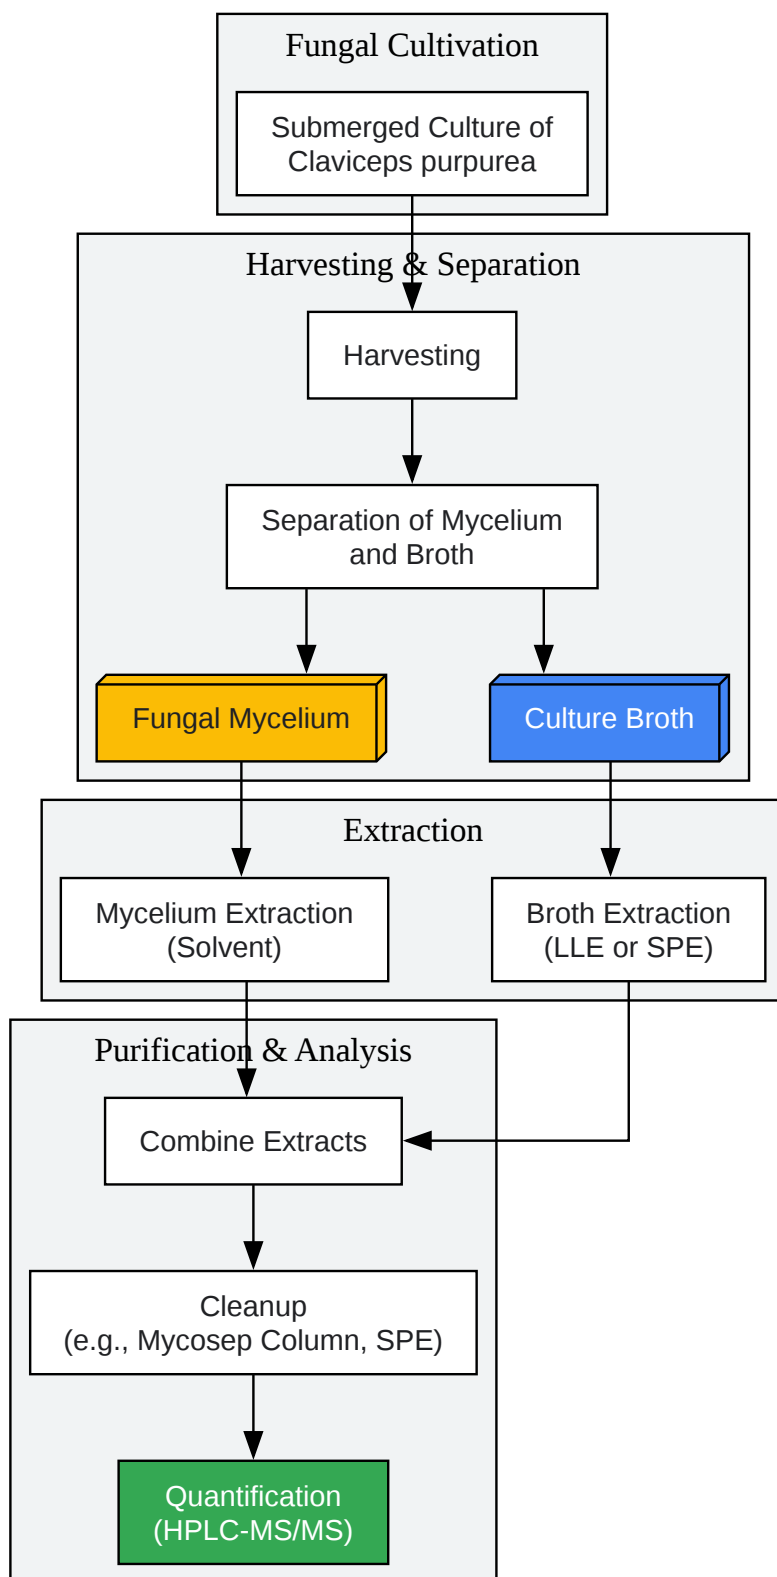 Fungal Cultivation
Submerged Culture of
Claviceps purpurea
Harvesting & Separation
Harvesting
Separation of Mycelium
and Broth
Fungal Mycelium
Culture Broth
Extraction
Mycelium Extraction
(Solvent)
Broth Extraction
(LLE or SPE)
Purification & Analysis
Combine Extracts
Cleanup
(e.g., Mycosep Column, SPE)
Quantification
(HPLC-MS/MS)